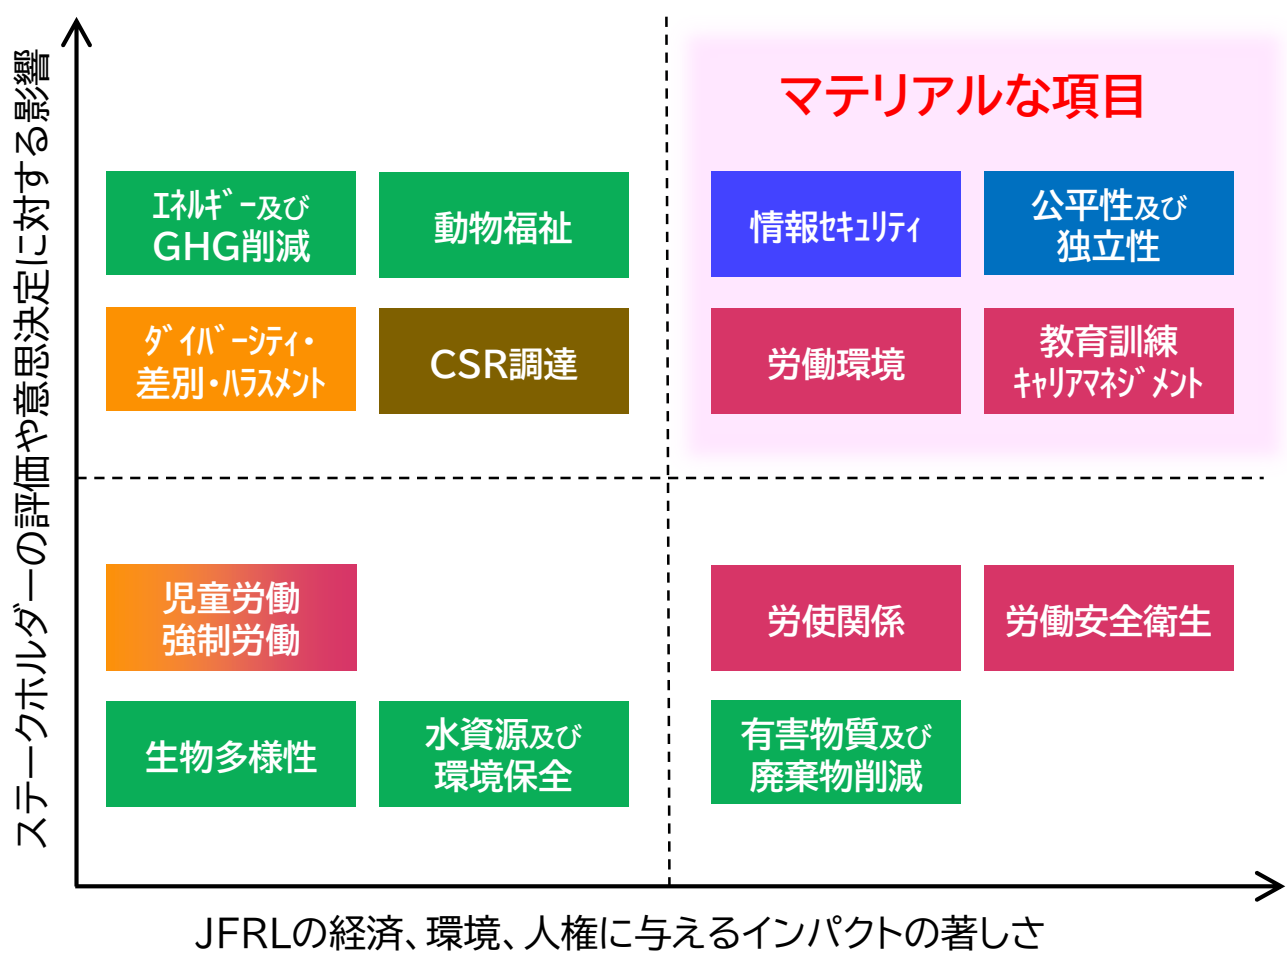 ステークホルダーの評価や意思決定に対する影響
マテリアルな項目
ｴﾈﾙｷﾞｰ及び
GHG削減
動物福祉
情報ｾｷｭﾘﾃｨ
公平性及び
独立性
ﾀﾞｲﾊﾞｰｼﾃｨ・
差別・ﾊﾗｽﾒﾝﾄ
CSR調達
労働環境
教育訓練
ｷｬﾘｱﾏﾈｼﾞﾒﾝﾄ
児童労働
強制労働
労使関係
労働安全衛生
生物多様性
水資源及び
環境保全
有害物質及び
廃棄物削減
JFRLの経済、環境、人権に与えるインパクトの著しさ